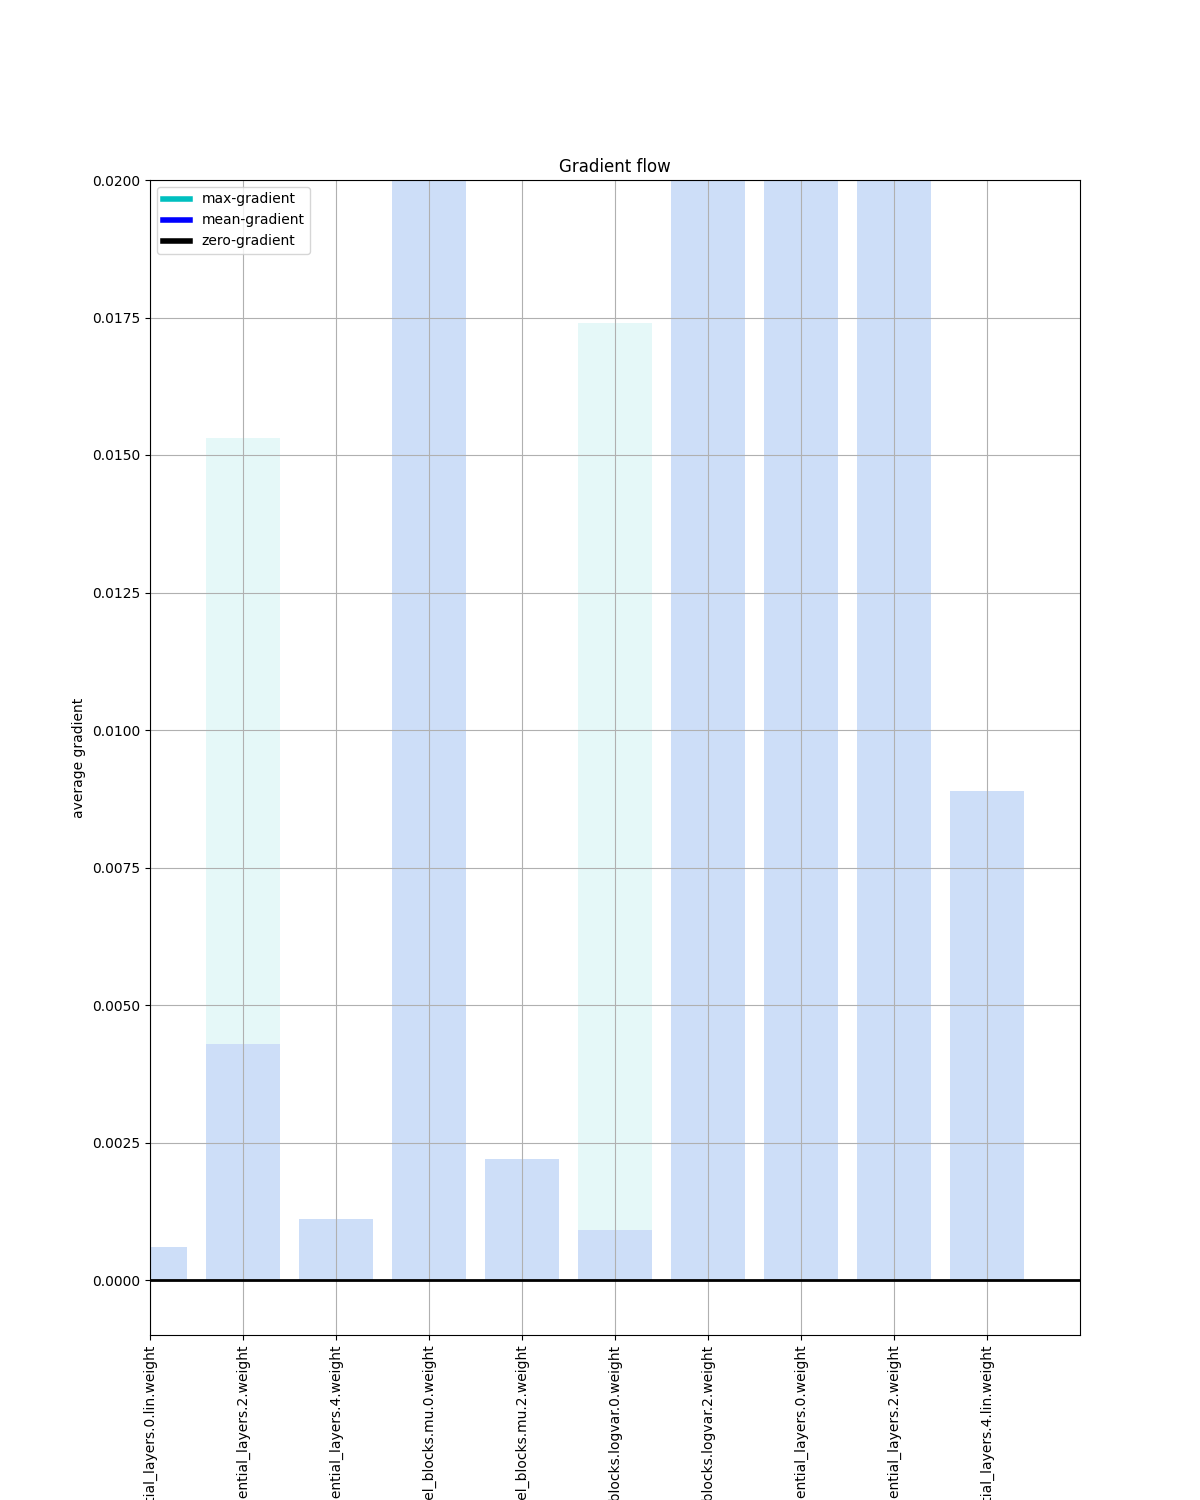 Gradient flow
max-gradient
mean-gradient
zero-gradient
average gradient
0.0200
0.0175
0.0150
0.0125
0.0100
0.0075
0.0050
0.0025
0.0000
tial_layers.0.lin.weight
ential_layers.2.weight
ential_layers.4.weight
el_blocks.mu.0.weight
el_blocks.mu.2.weight
blocks.logvar.0.weight
blocks.logvar.2.weight
ential_layers.0.weight
ential_layers.2.weight
tial_layers.4.lin.weight